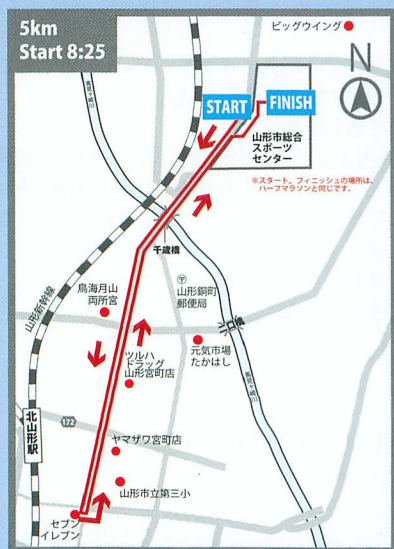 5km
Start 8:25
ビッグウイング
N
START
FINISH
山形市総合
スポーツ
センター
※スタート、フィニッシュの場所は、
ハーフマラソンと同じです。
千歳橋
鳥海月山
両所宮
山形銅町
郵便局
山形新幹線
元気市場
たかはし
ツルハ
ドラッグ
山形宮町店
北山形駅
172
ヤマザワ宮町店
山形市立第三小
セブン
イレブン